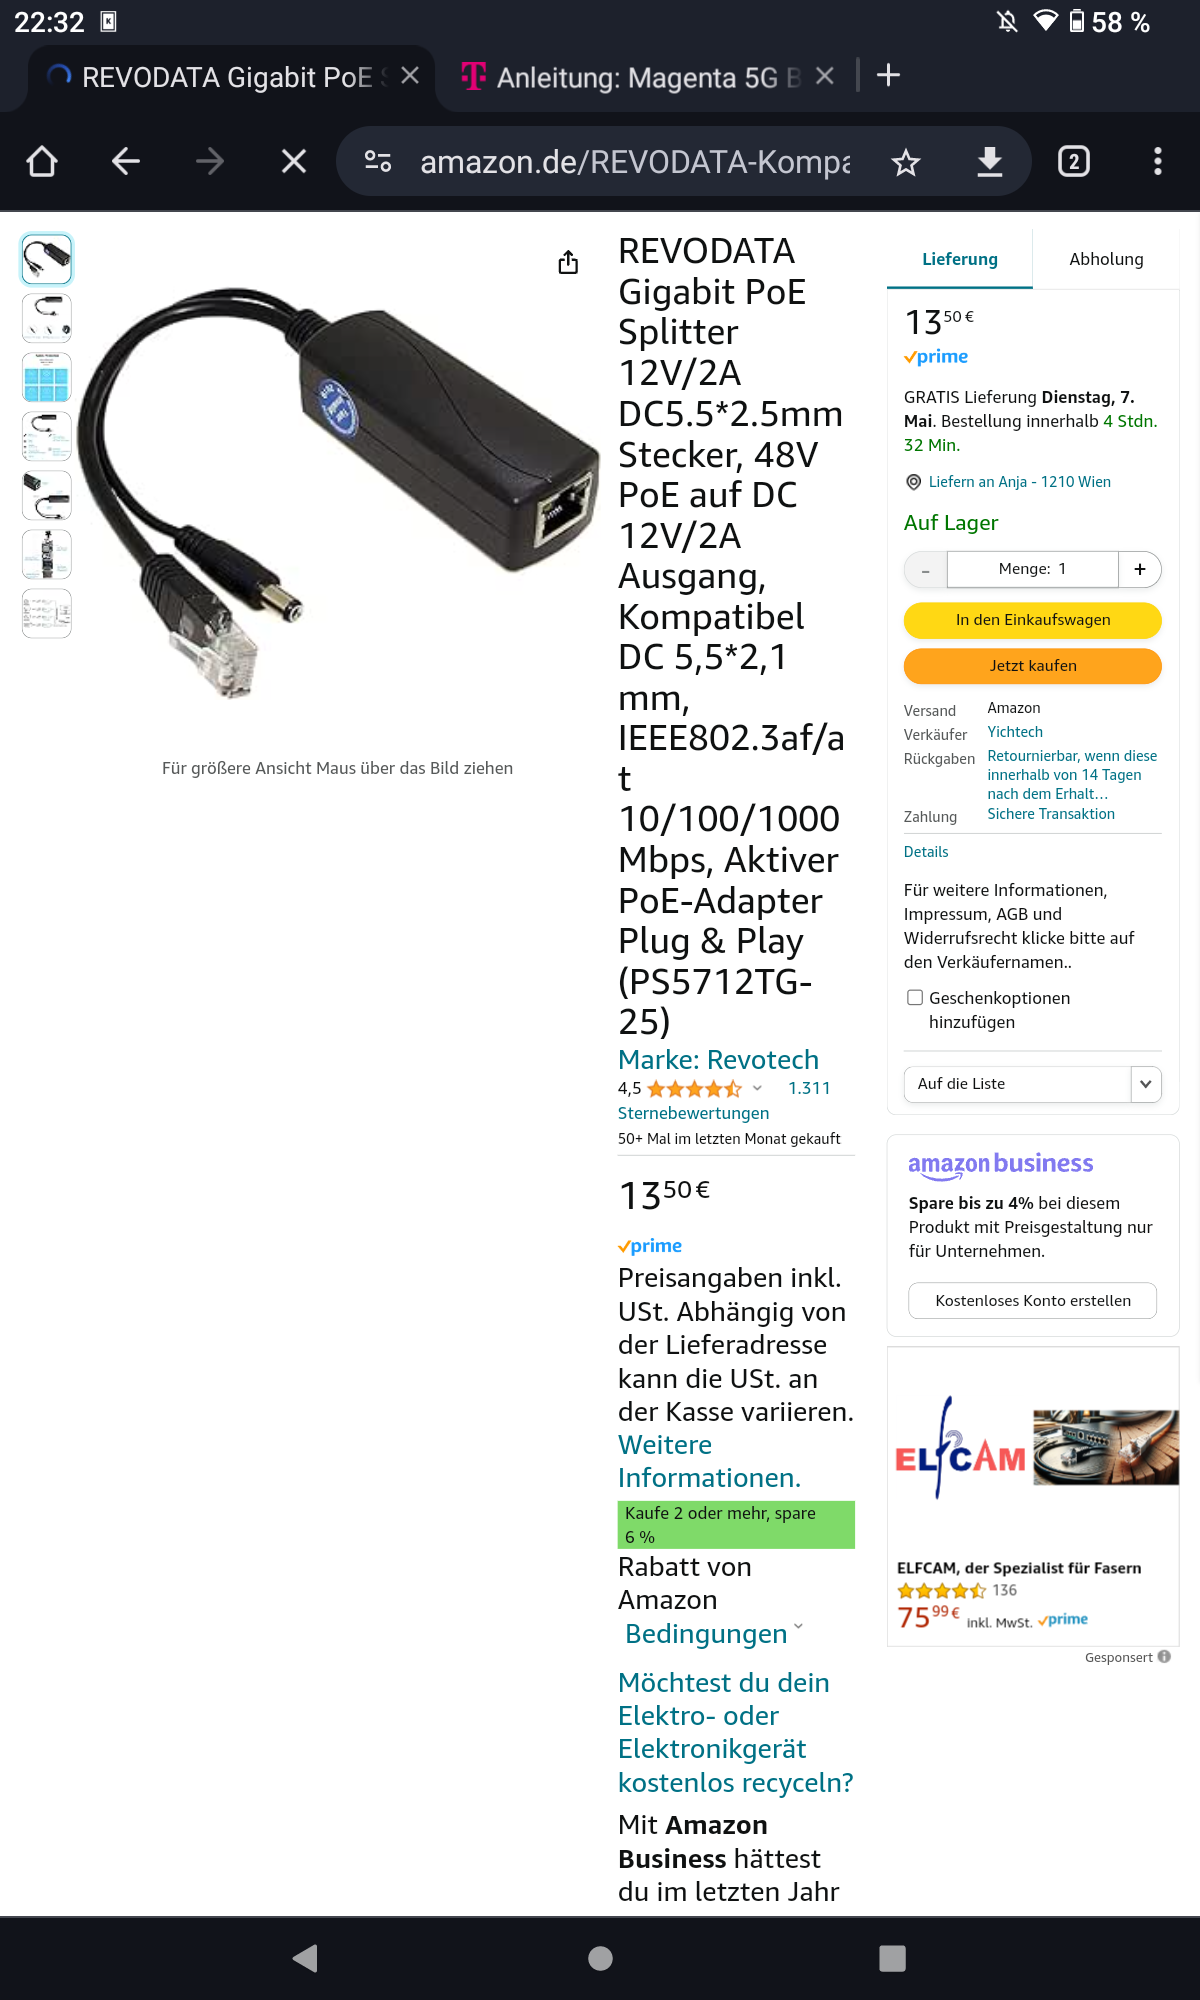 22:32
58 %
REVODATA Gigabit PoE
Anleitung: Magenta 5G B
amazon.de/REVODATA-Kompa
2
REVODATA
Gigabit PoE
Splitter
12V/2A
DC5.5*2.5mm
Stecker, 48V
PoE auf DC
12V/2A
Ausgang,
Kompatibel
DC 5,5*2,1
mm,
IEEE802.3af/a
t
10/100/1000
Mbps, Aktiver
PoE-Adapter
Plug & Play
(PS5712TG-
25)
Marke: Revotech
4,5 1.311
Sternebewertungen
50+ Mal im letzten Monat gekauft
13 50 €
prime
Preisangaben inkl.
USt. Abhängig von
der Lieferadresse
kann die USt. an
der Kasse variieren.
Weitere
Informationen.
Kaufe 2 oder mehr, spare
6 %
Rabatt von
Amazon
Bedingungen
Möchtest du dein
Elektro- oder
Elektronikgerät
kostenlos recyceln?
Mit Amazon
Business hättest
du im letzten Jahr
Für größere Ansicht Maus über das Bild ziehen
Lieferung
Abholung
13 50 €
prime
GRATIS Lieferung Dienstag, 7.
Mai. Bestellung innerhalb 4 Stdn.
32 Min.
Liefern an Anja - 1210 Wien
Auf Lager
- Menge: 1 +
In den Einkaufswagen
Jetzt kaufen
Versand Amazon
Verkäufer Yichtech
Rückgaben Retournierbar, wenn diese
innerhalb von 14 Tagen
nach dem Erhalt…
Zahlung Sichere Transaktion
Details
Für weitere Informationen,
Impressum, AGB und
Widerrufsrecht klicke bitte auf
den Verkäufernamen..
Geschenkoptionen
hinzufügen
Auf die Liste
amazon business
Spare bis zu 4% bei diesem
Produkt mit Preisgestaltung nur
für Unternehmen.
Kostenloses Konto erstellen
ELFCAM
ELFCAM, der Spezialist für Fasern
136
75 99 € inkl. MwSt. prime
Gesponsert